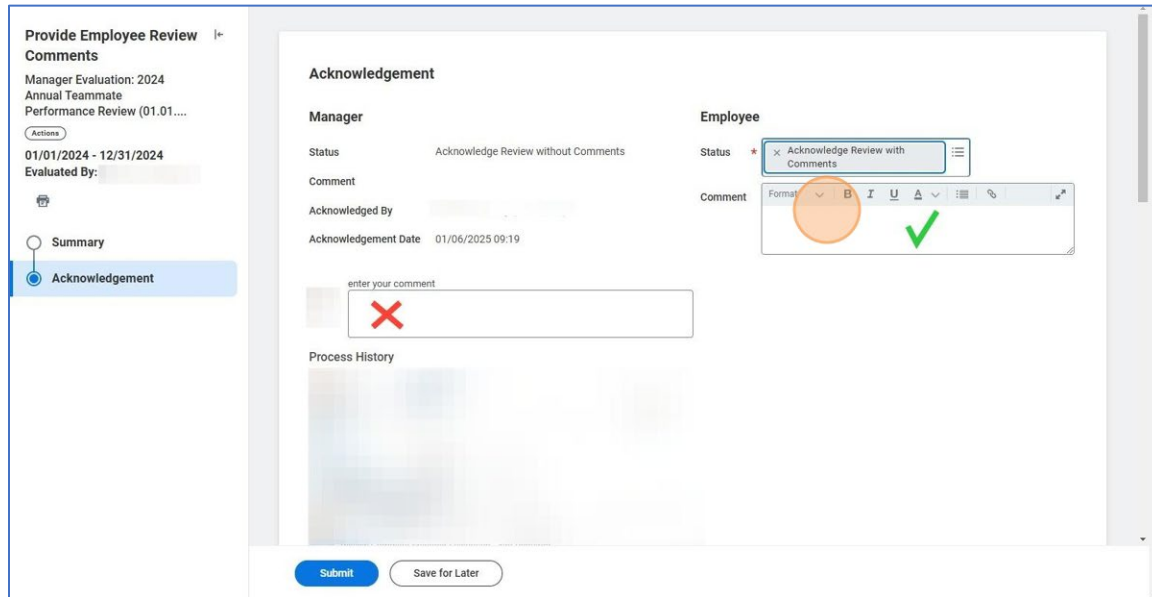 Provide Employee Review
Comments
Manager Evaluation: 2024
Annual Teammate
Performance Review (01.01....
Actions
01/01/2024 - 12/31/2024
Evaluated By:
Summary
Acknowledgement
Acknowledgement
Manager
Status Acknowledge Review without Comments
Comment
Acknowledged By
Acknowledgement Date 01/06/2025 09:19
Employee
Status * × Acknowledge Review with
Comments
Comment Format B I U A
enter your comment
Process History
Submit Save for Later